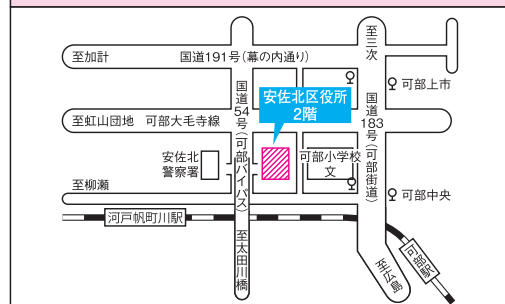 至加計
国道191号(幕の内通り)
至三次
可部上市
国道54号(可部バイパス)
安佐北区役所
2階
国道183号(可部街道)
至虹山団地 可部大毛寺線
安佐北
警察署
可部小学校
文
至柳瀬
可部中央
河戸帆待川駅
至太田川橋
至広島
可部駅